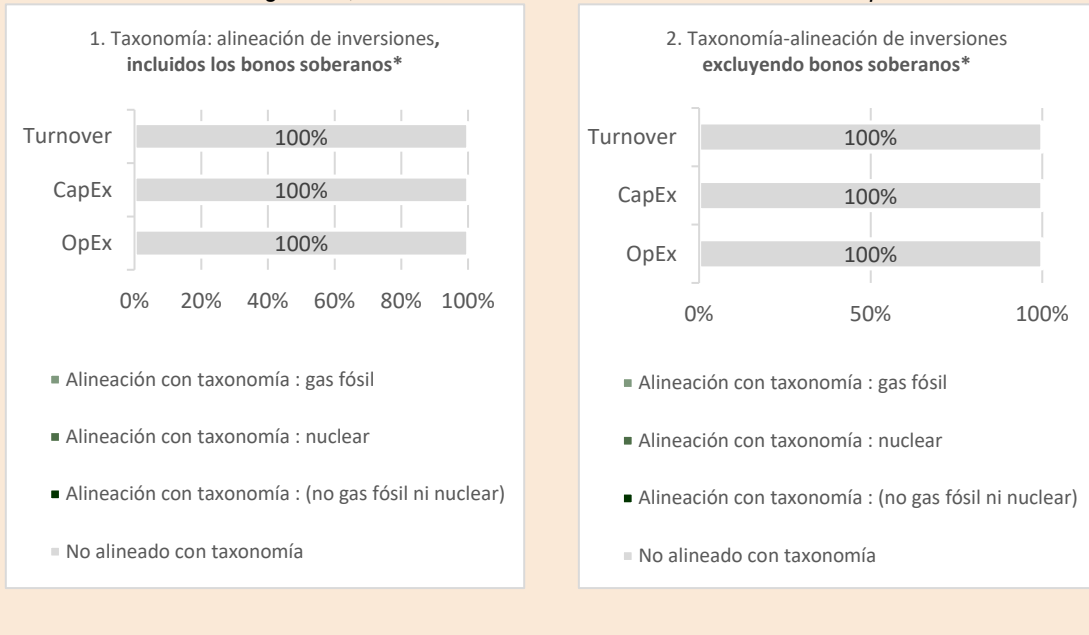 1. Taxonomía: alineación de inversiones,
incluidos los bonos soberanos*
Turnover
100%
CapEx
100%
OpEx
100%
0% 20% 40% 60% 80% 100%
Alineación con taxonomía : gas fósil
Alineación con taxonomía : nuclear
Alineación con taxonomía : (no gas fósil ni nuclear)
No alineado con taxonomía
2. Taxonomía-alineación de inversiones
excluyendo bonos soberanos*
Turnover
100%
CapEx
100%
OpEx
100%
0% 50% 100%
Alineación con taxonomía : gas fósil
Alineación con taxonomía : nuclear
Alineación con taxonomía : (no gas fósil ni nuclear)
No alineado con taxonomía